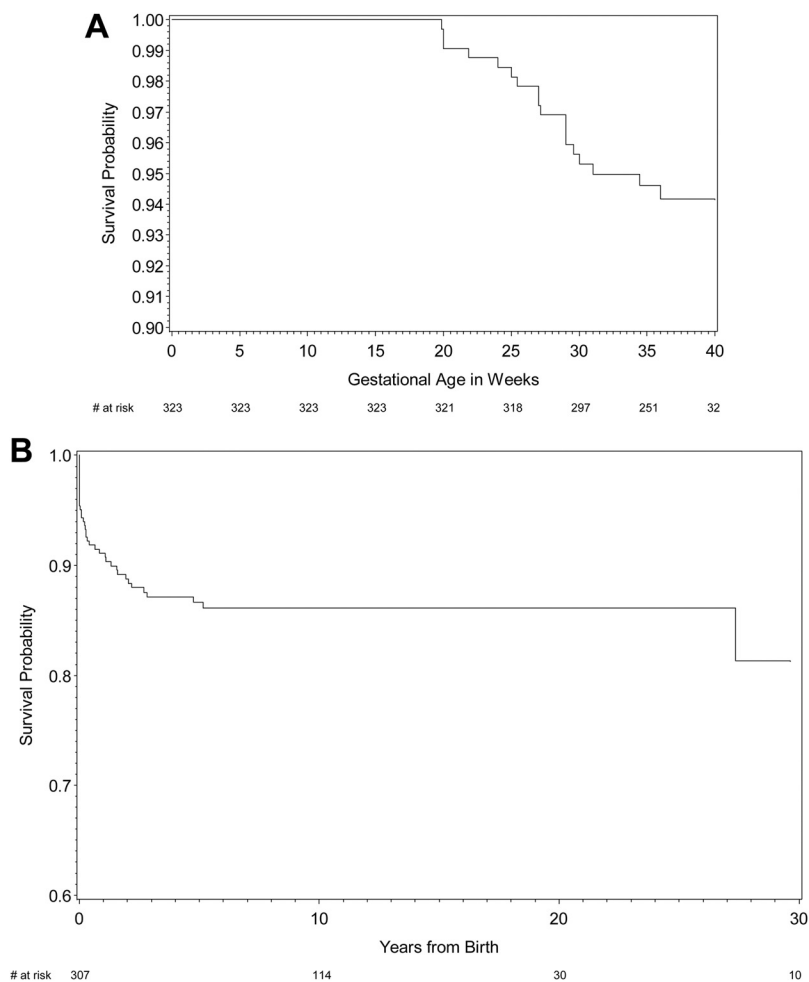 A
1.00
0.99
0.98
0.97
0.96
0.95
0.94
0.93
0.92
0.91
0.90
Survival Probability
0 5 10 15 20 25 30 35 40
Gestational Age in Weeks
# at risk 323 323 323 323 321 318 297 251 32
B
1.0
0.9
0.8
0.7
0.6
Survival Probability
0 10 20 30
Years from Birth
# at risk 307 114 30 10